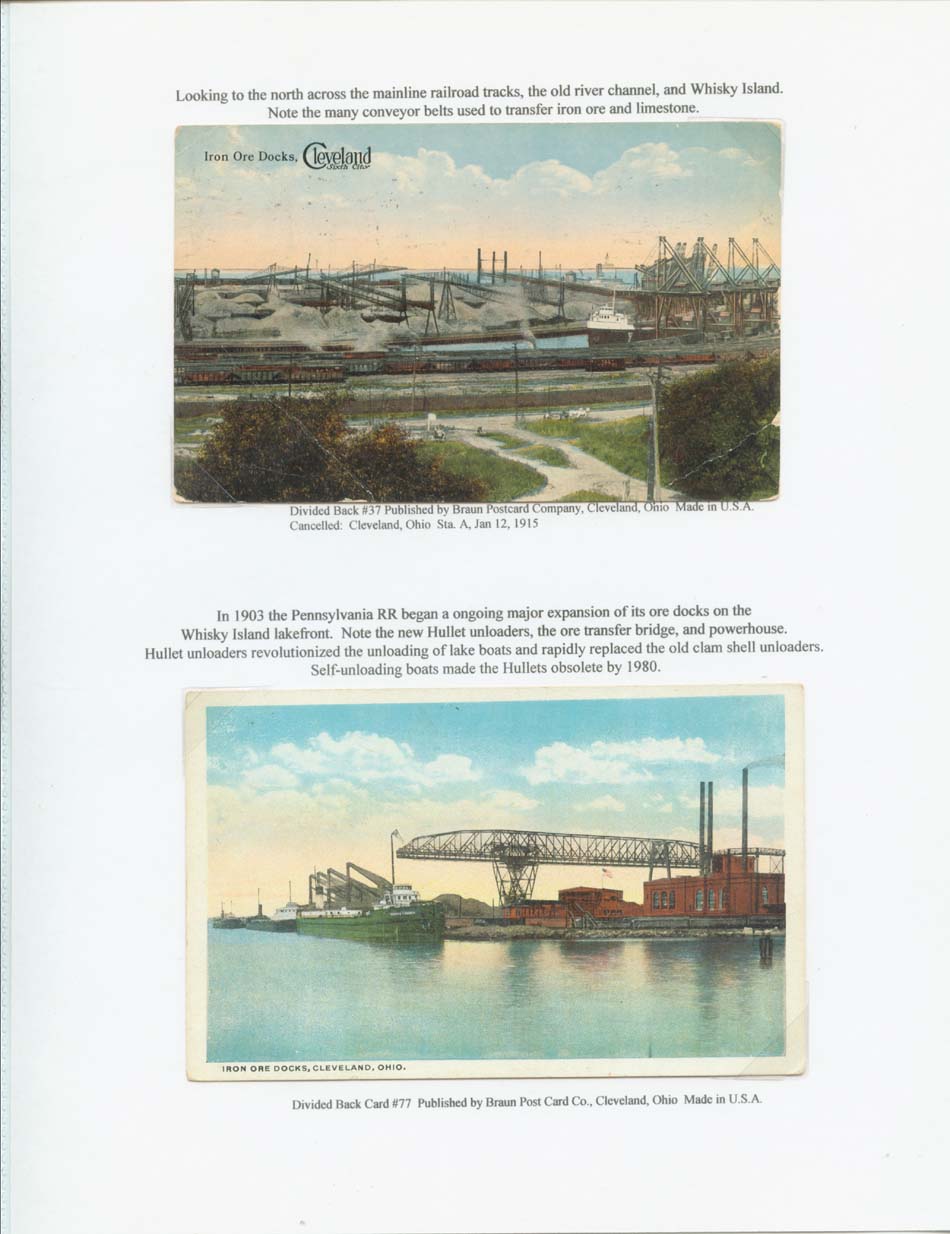 Looking to the north across the mainline railroad tracks, the old river channel, and Whisky Island.
Note the many conveyor belts used to transfer iron ore and limestone.
Iron Ore Docks, Cleveland
Sixth City
Divided Back #37 Published by Braun Postcard Company, Cleveland, Ohio Made in U.S.A.
Cancelled: Cleveland, Ohio Sta. A, Jan 12, 1915
In 1903 the Pennsylvania RR began a ongoing major expansion of its ore docks on the
Whisky Island lakefront. Note the new Hullet unloaders, the ore transfer bridge, and powerhouse.
Hullet unloaders revolutionized the unloading of lake boats and rapidly replaced the old clam shell unloaders.
Self-unloading boats made the Hullets obsolete by 1980.
IRON ORE DOCKS, CLEVELAND, OHIO.
Divided Back Card #77 Published by Braun Post Card Co., Cleveland, Ohio Made in U.S.A.